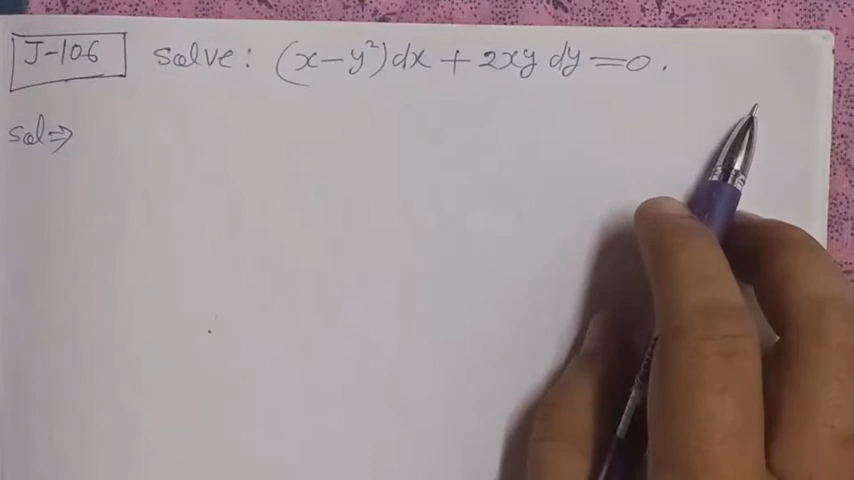 J-106 solve: (x-y²)dx + 2xy dy = 0.
sol⇒